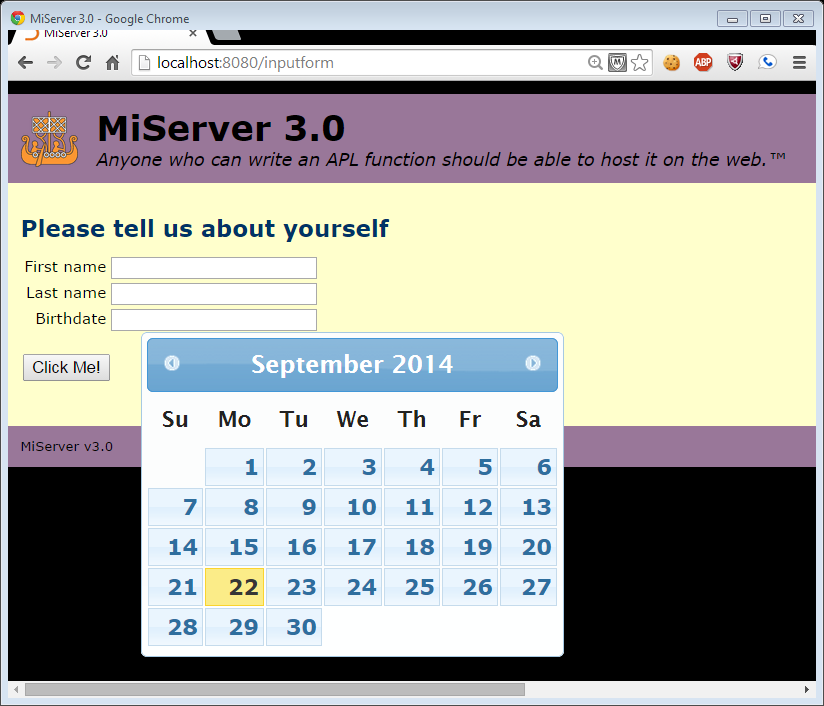 MiServer 3.0 - Google Chrome
MiServer 3.0
localhost:8080/inputform
ABP
MiServer 3.0
Anyone who can write an APL function should be able to host it on the web.™
Please tell us about yourself
First name
Last name
Birthdate
Click Me!
September 2014
Su Mo Tu We Th Fr Sa
1 2 3 4 5 6
7 8 9 10 11 12 13
14 15 16 17 18 19 20
21 22 23 24 25 26 27
28 29 30
MiServer v3.0